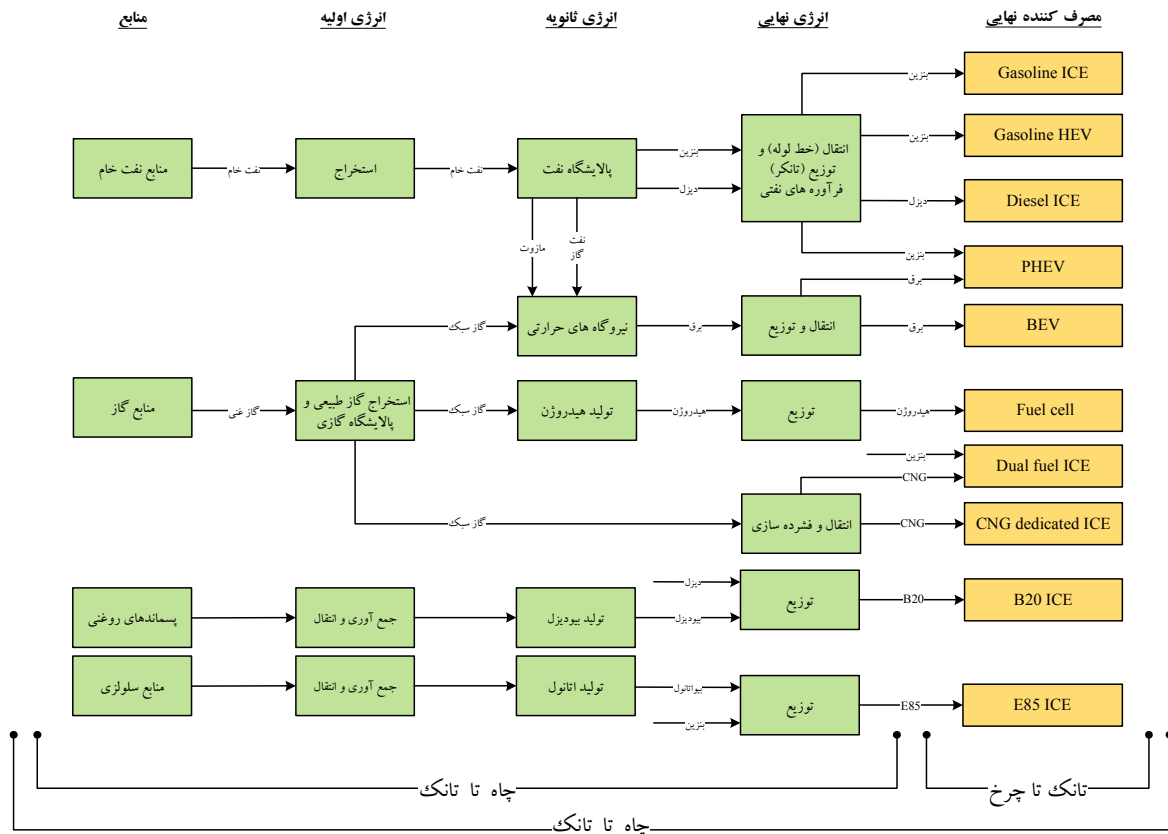 منابع
انرژی اولیه
انرژی ثانویه
انرژی نهایی
مصرف کننده نهایی
بنزین
Gasoline ICE
منابع نفت خام
نفت خام
استخراج
نفت خام
پالایشگاه نفت
بنزین
دیزل
انتقال (خط لوله) و
توزیع (تانکر)
فرآورده های نفتی
بنزین
Gasoline HEV
دیزل
Diesel ICE
مازوت
نفت
گاز
بنزین
برق
PHEV
گاز سبک
نیروگاه های حرارتی
برق
انتقال و توزیع
برق
BEV
منابع گاز
گاز غنی
استخراج گاز طبیعی و
پالایشگاه گازی
گاز سبک
تولید هیدروژن
هیدروژن
توزیع
هیدروژن
Fuel cell
بنزین
CNG
Dual fuel ICE
گاز سبک
انتقال و فشرده سازی
CNG
CNG dedicated ICE
پسماندهای روغنی
جمع آوری و انتقال
تولید بیودیزل
دیزل
بیودیزل
توزیع
B20
B20 ICE
منابع سلولزی
جمع آوری و انتقال
تولید اتانول
بیواتانول
بنزین
توزیع
E85
E85 ICE
چاه تا تانک
تانک تا چرخ
چاه تا تانک